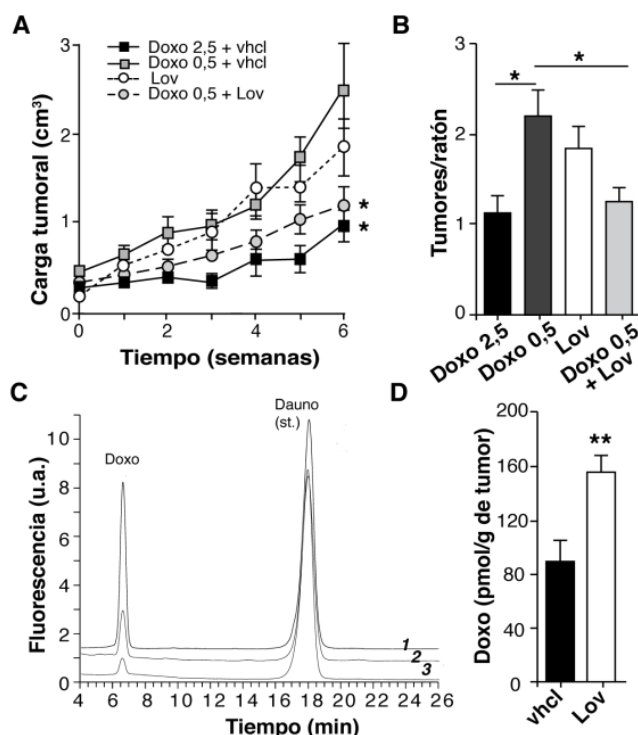 A
Carga tumoral (cm³)
3
2
1
0
Doxo 2,5 + vhcl
Doxo 0,5 + vhcl
Lov
Doxo 0,5 + Lov
*
*
0 2 4 6
Tiempo (semanas)
B
Tumores/ratón
3
2
1
0
* *
Doxo 2,5
Doxo 0,5
Lov
Doxo 0,5
+ Lov
C
Fluorescencia (u.a.)
10
8
6
4
2
0
Doxo
Dauno
(st.)
1
2
3
4 6 8 10 12 14 16 18 20 22 24 26
Tiempo (min)
D
Doxo (pmol/g de tumor)
200
160
120
80
40
0
**
vhcl
Lov